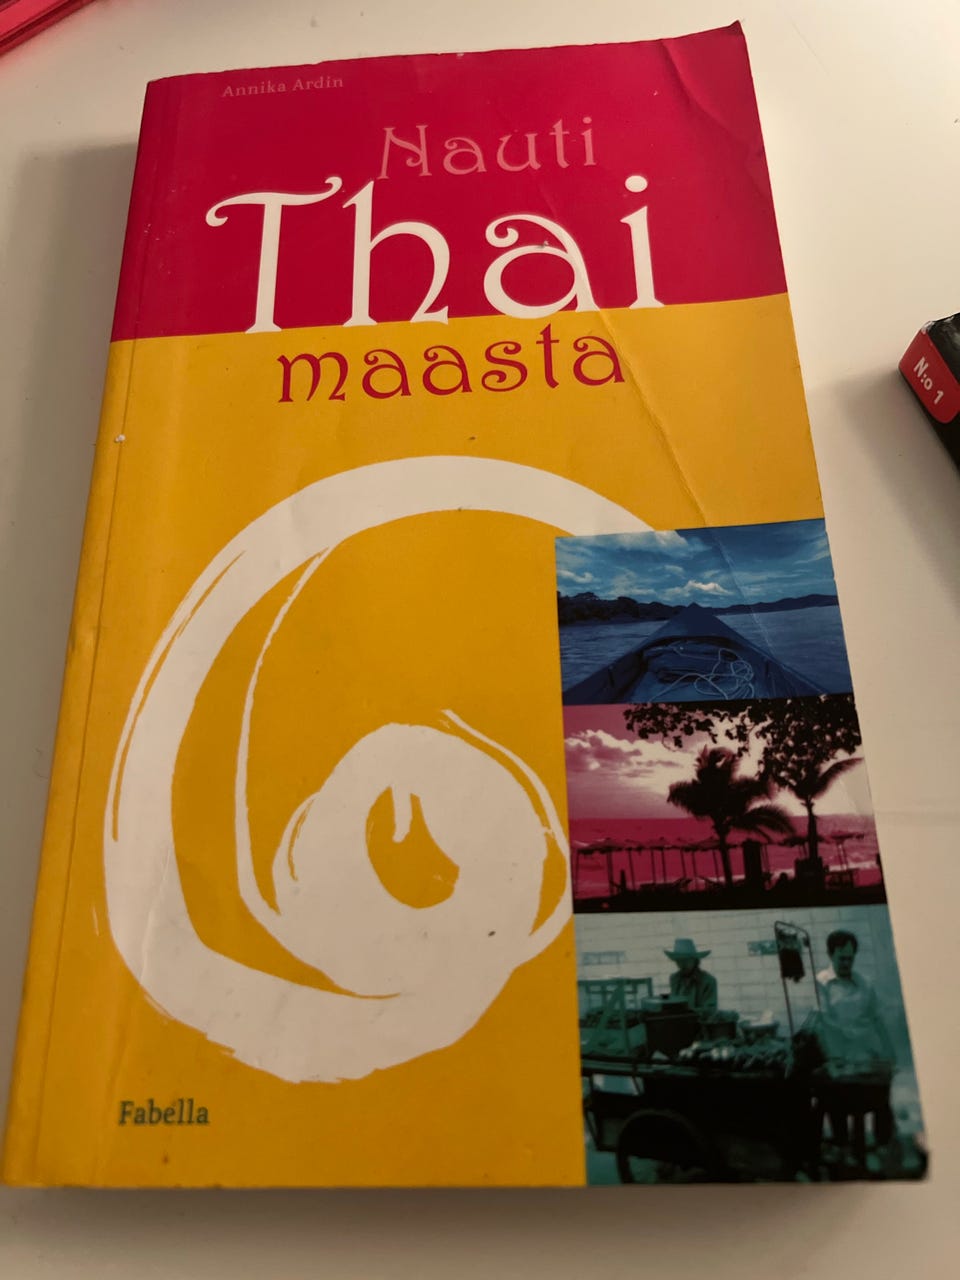 Annika Ardin
Nauti
Thai
maasta
N:o 1
Fabella